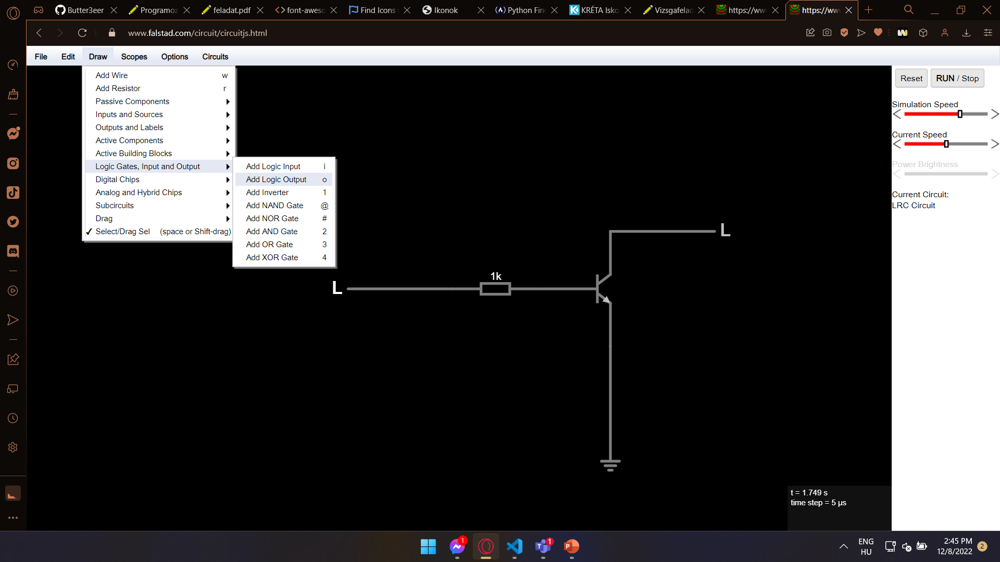 Butter3eer
Programoz
feladat.pdf
font-aweso
Find Icons
Ikonok
Python Fin
KRÉTA Isko
Vizsgafelad
https://ww
https://ww
www.falstad.com/circuit/circuitjs.html
File Edit Draw Scopes Options Circuits
Add Wire w
Add Resistor r
Passive Components
Inputs and Sources
Outputs and Labels
Active Components
Active Building Blocks
Logic Gates, Input and Output
Digital Chips
Analog and Hybrid Chips
Subcircuits
Drag
Select/Drag Sel (space or Shift-drag)
Add Logic Input i
Add Logic Output o
Add Inverter 1
Add NAND Gate @
Add NOR Gate #
Add AND Gate 2
Add OR Gate 3
Add XOR Gate 4
L
1k
L
Reset RUN / Stop
Simulation Speed
Current Speed
Power Brightness
Current Circuit:
LRC Circuit
t = 1.749 s
time step = 5 µs
1
1
ENG
HU
2:45 PM
12/8/2022
2